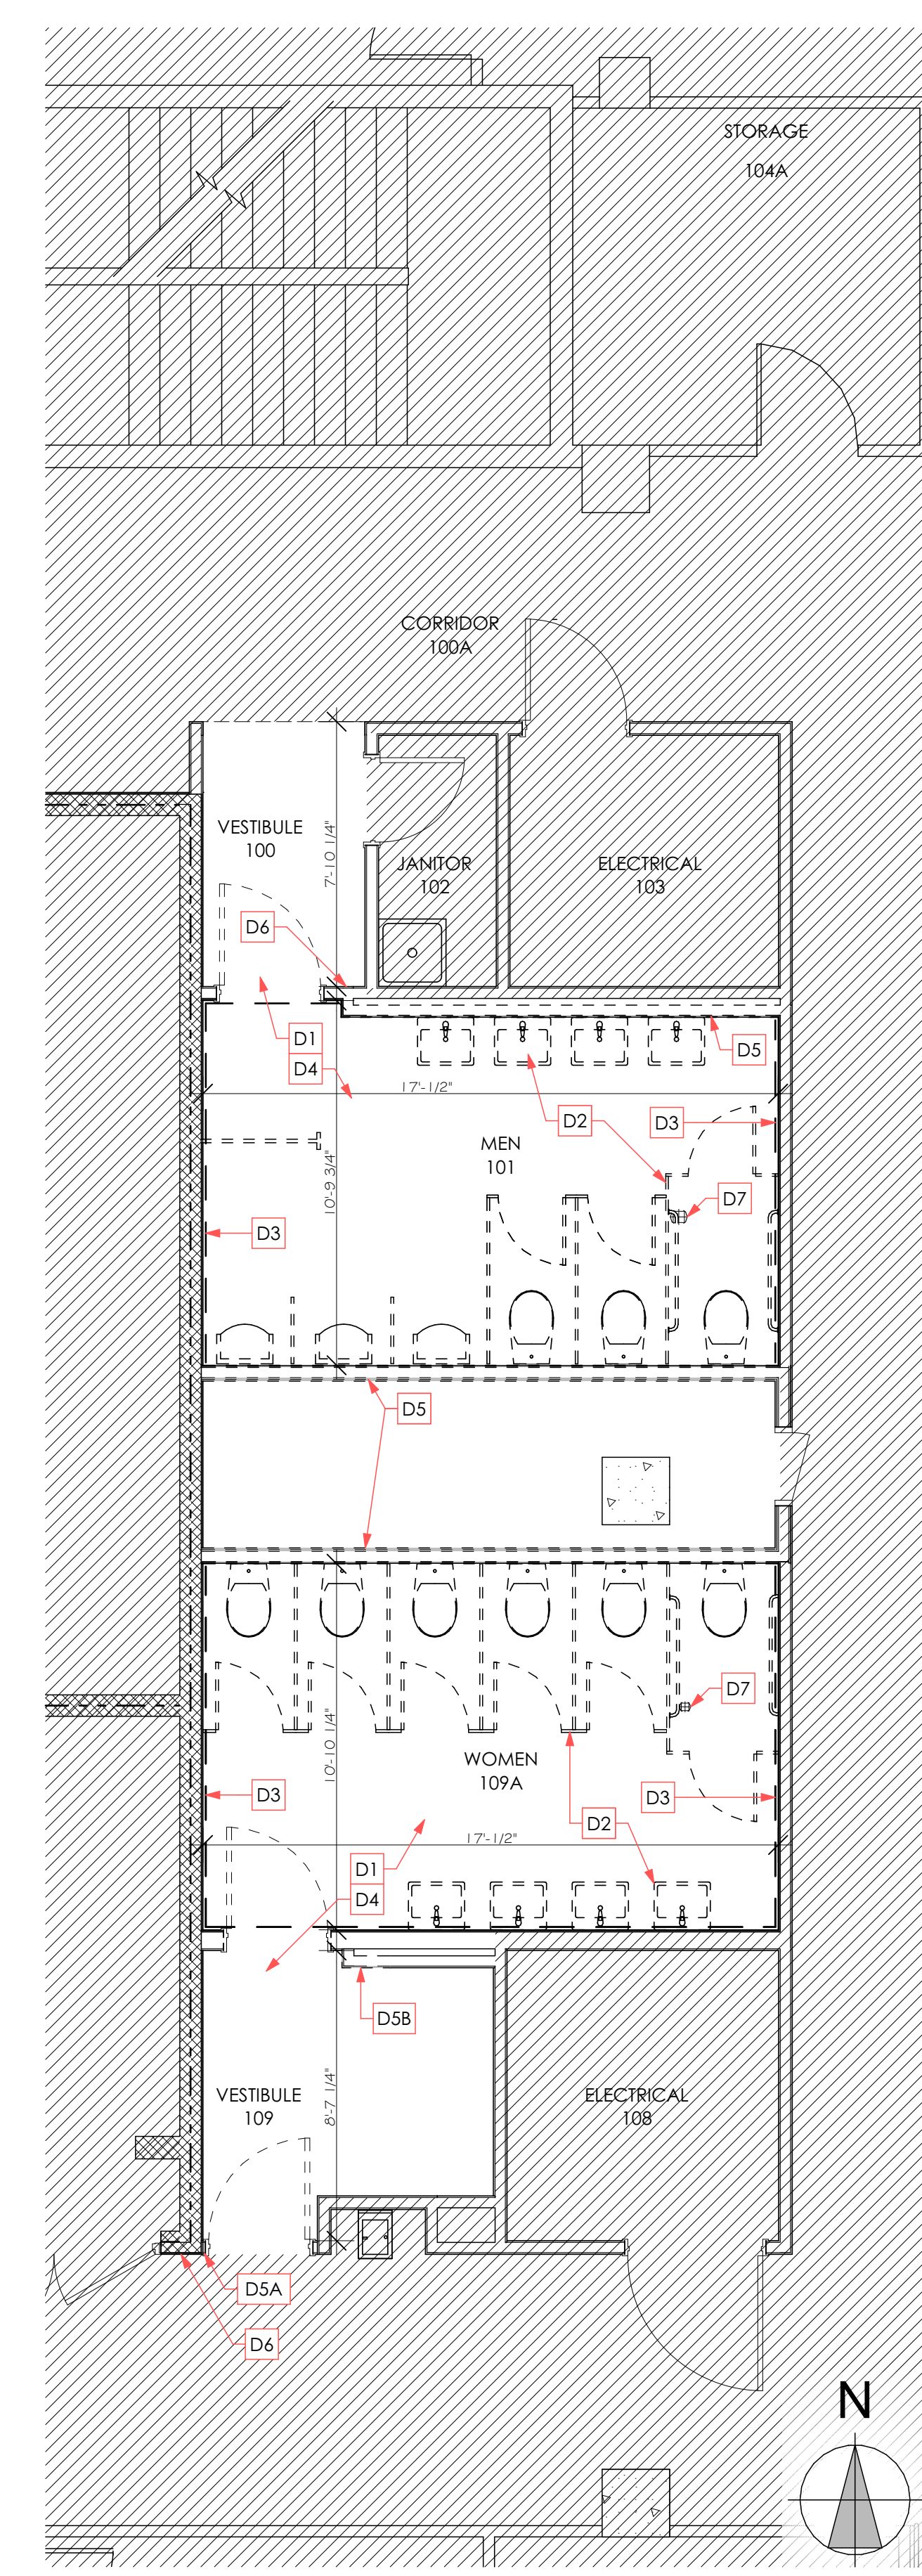 STORAGE
104A
CORRIDOR
100A
VESTIBULE
100
7'-10 1/4"
JANITOR
102
ELECTRICAL
103
D6
D1
D4
D5
17'-1/2"
D2
D3
MEN
101
10'-9 3/4"
D7
D3
D5
D7
10'-10 1/4"
WOMEN
109A
D3
D3
D2
17'-1/2"
D1
D4
D5B
VESTIBULE
109
8'-7 1/4"
ELECTRICAL
108
D5A
D6
N